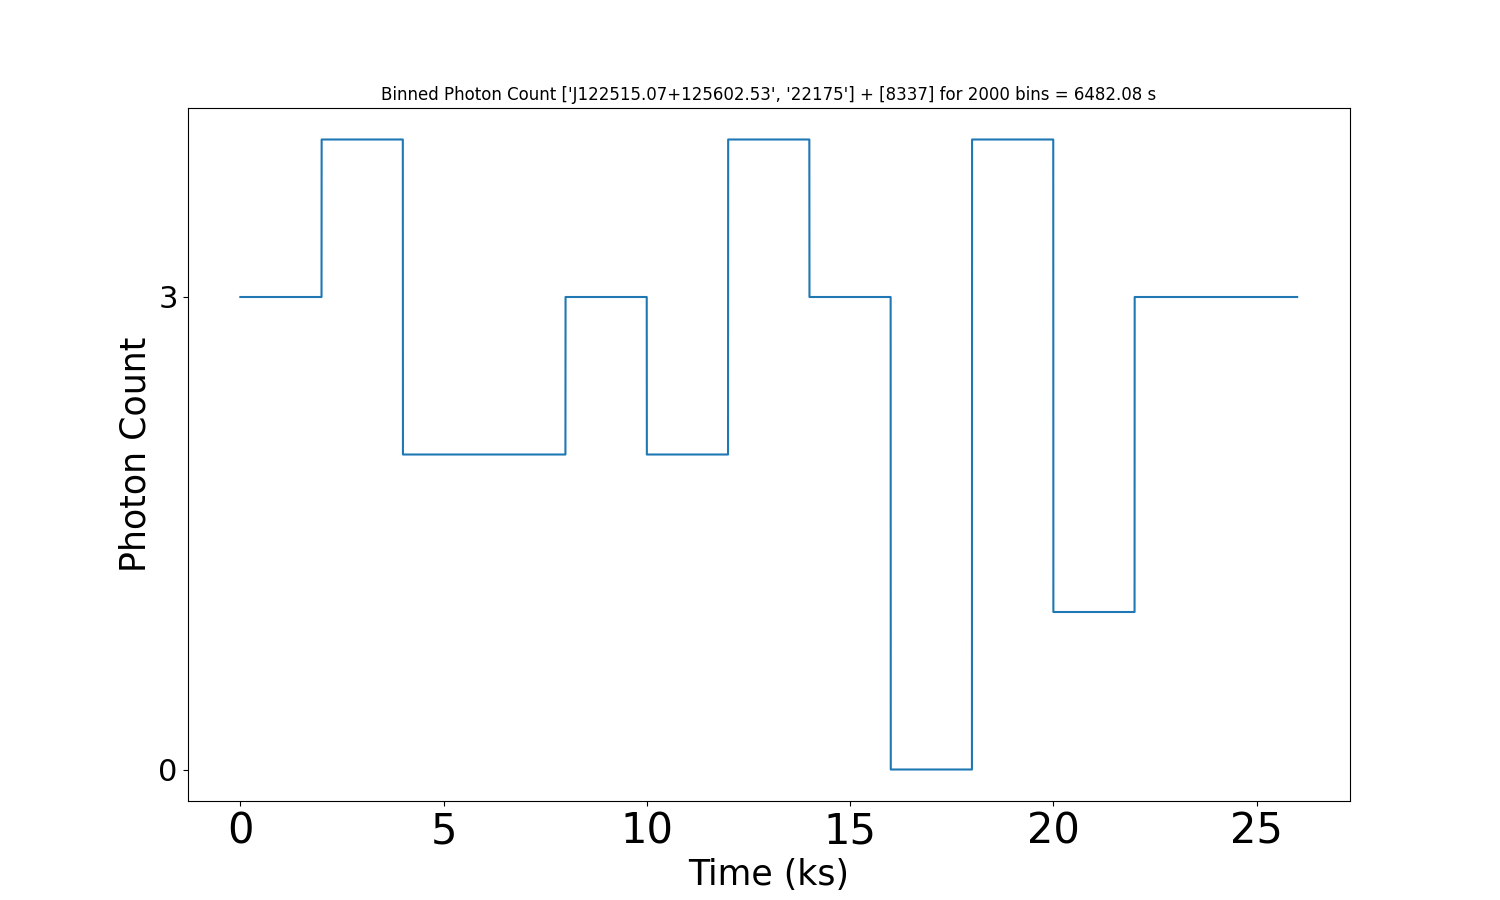 Binned Photon Count ['J122515.07+125602.53', '22175'] + [8337] for 2000 bins = 6482.08 s
3
Photon Count
0
0 5 10 15 20 25
Time (ks)